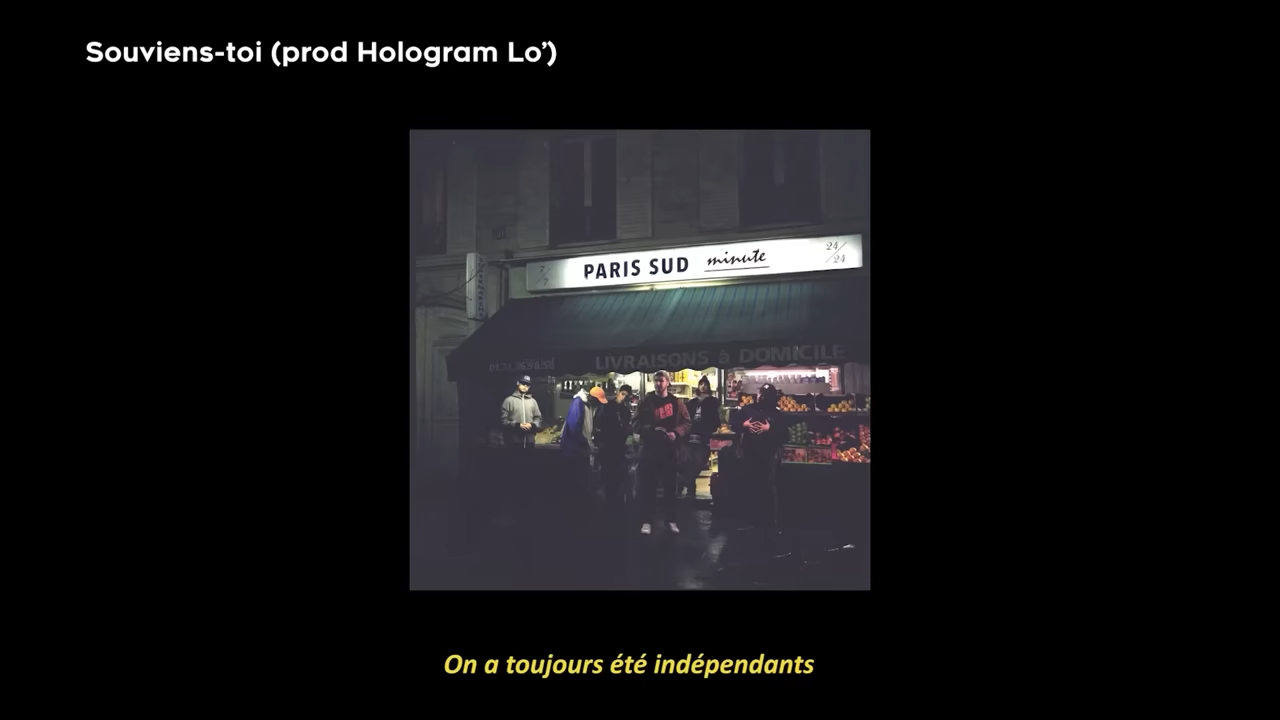 Souviens-toi (prod Hologram Lo’)
PARIS SUD minute 24/24
LIVRAISONS à DOMICILE
On a toujours été indépendants